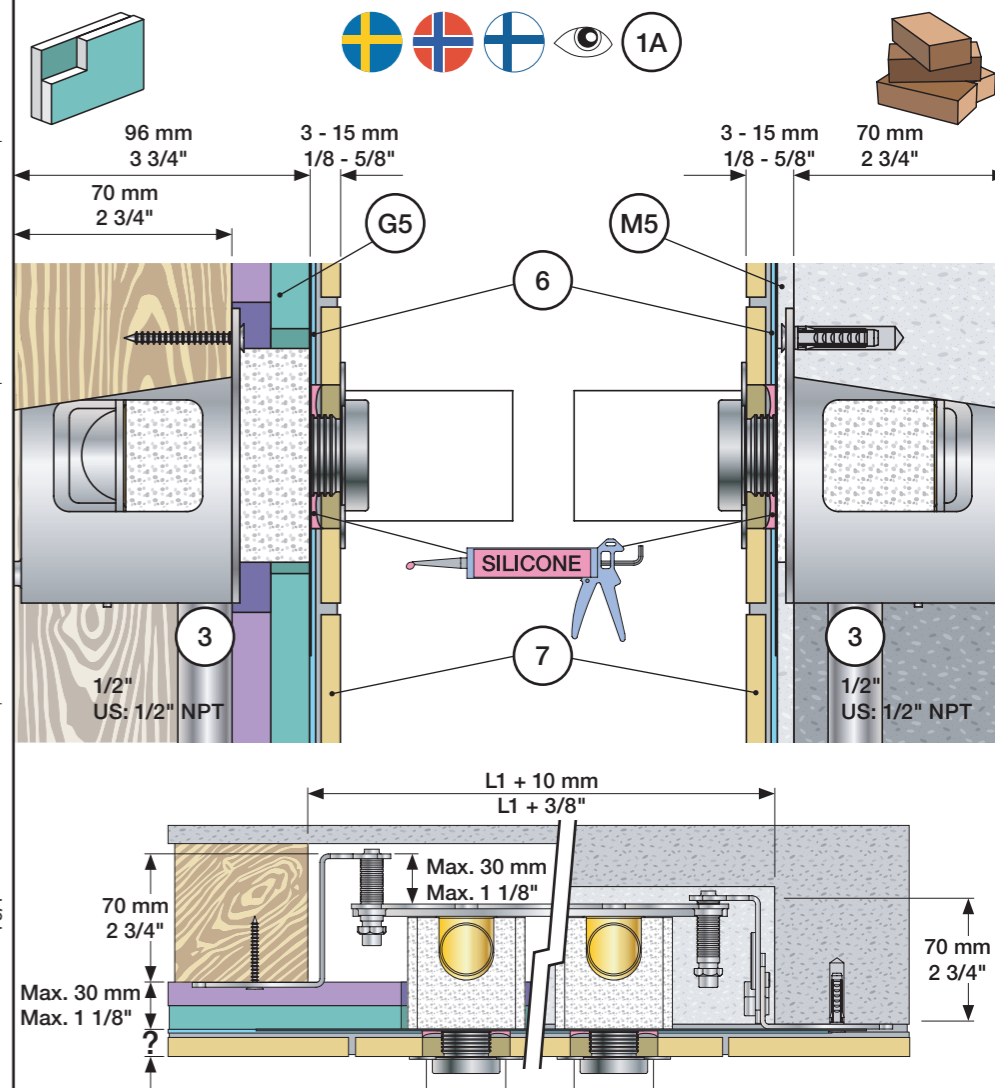 1A
96 mm
3 3/4"
3 - 15 mm
1/8 - 5/8"
3 - 15 mm
1/8 - 5/8"
70 mm
2 3/4"
70 mm
2 3/4"
G5
M5
6
SILICONE
3
3
7
1/2"
US: 1/2" NPT
1/2"
US: 1/2" NPT
L1 + 10 mm
L1 + 3/8"
Max. 30 mm
Max. 1 1/8"
70 mm
2 3/4"
70 mm
2 3/4"
Max. 30 mm
Max. 1 1/8"
?